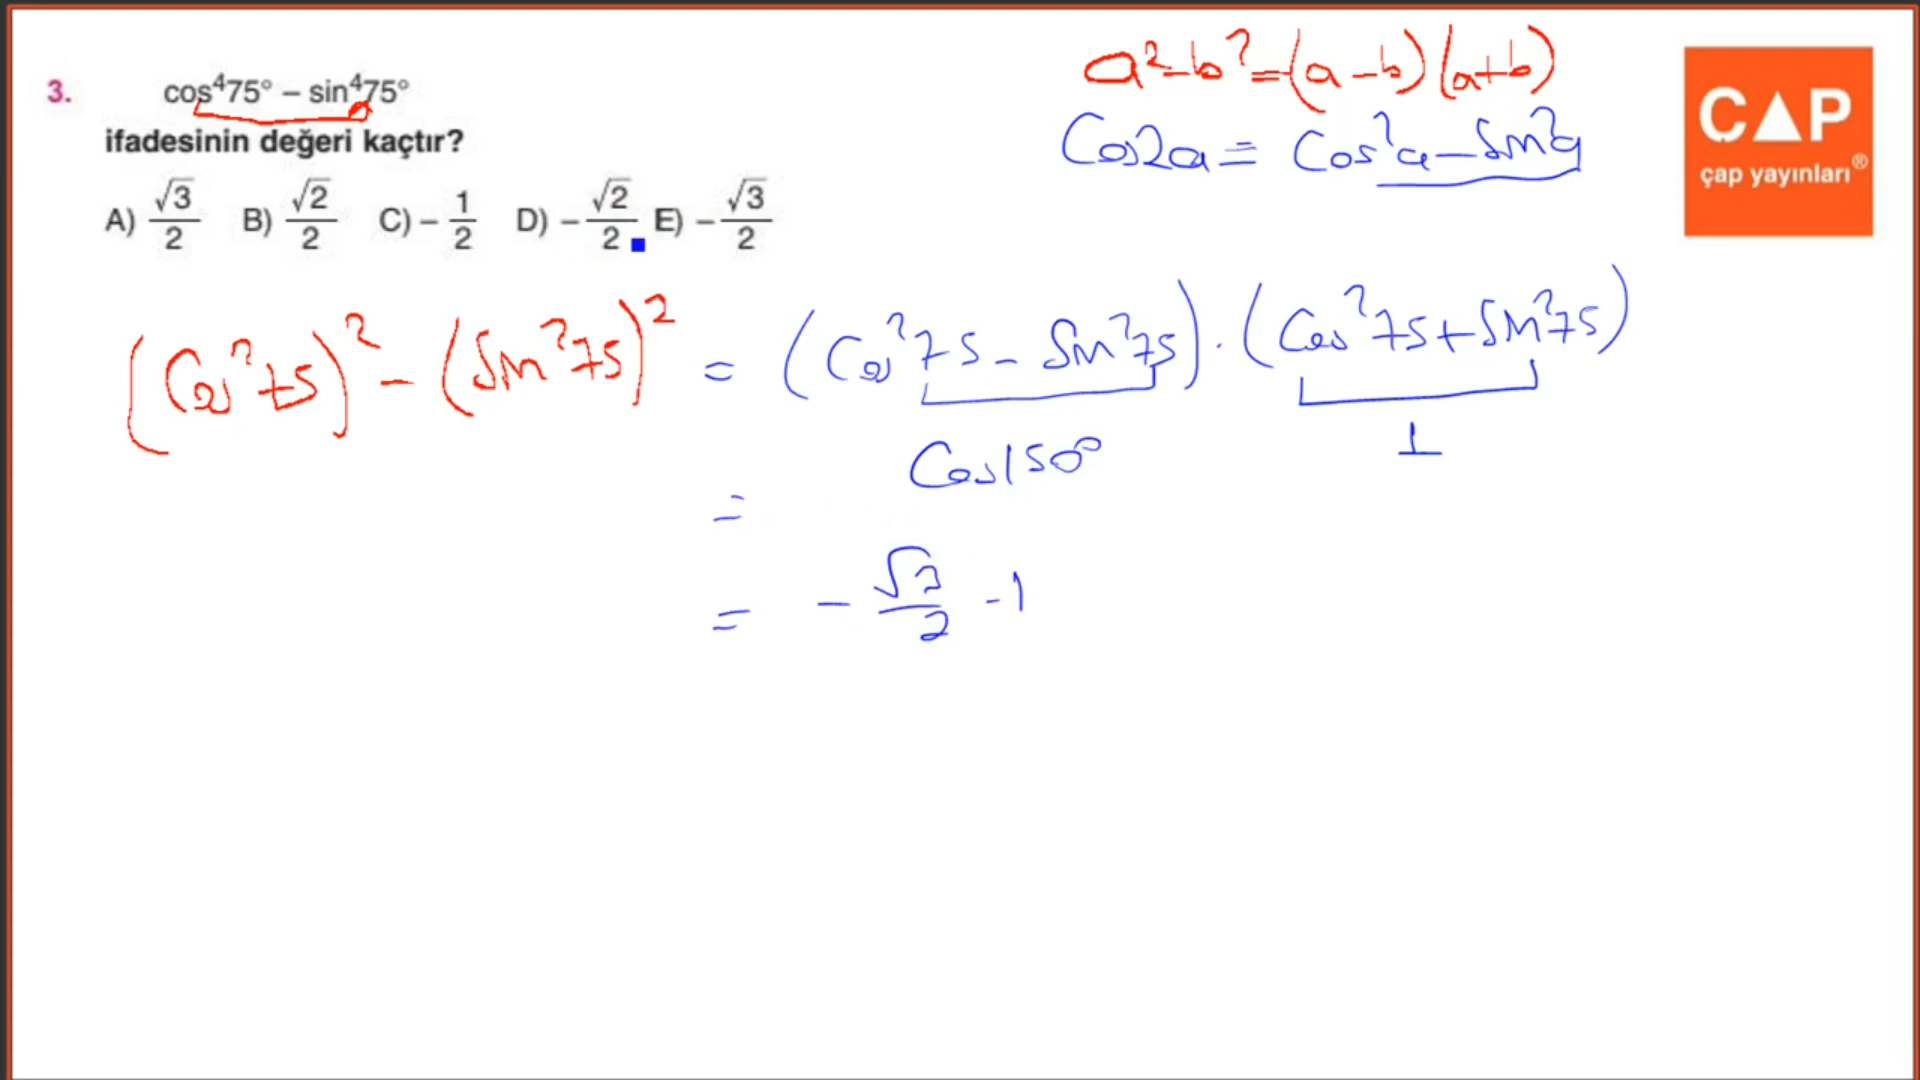 3. cos⁴75° – sin⁴75°
ifadesinin değeri kaçtır?
A) √3/2 B) √2/2 C) – 1/2 D) – √2/2 E) – √3/2
a² – b² = (a – b) (a + b)
Cos2a = Cos²a – Sin²a
CAP
çap yayınları®
(Cos²75)² – (Sin²75)² = (Cos²75 – Sin²75) . (Cos²75 + Sin²75)
Cos150° 1
=
= – √3/2 - 1